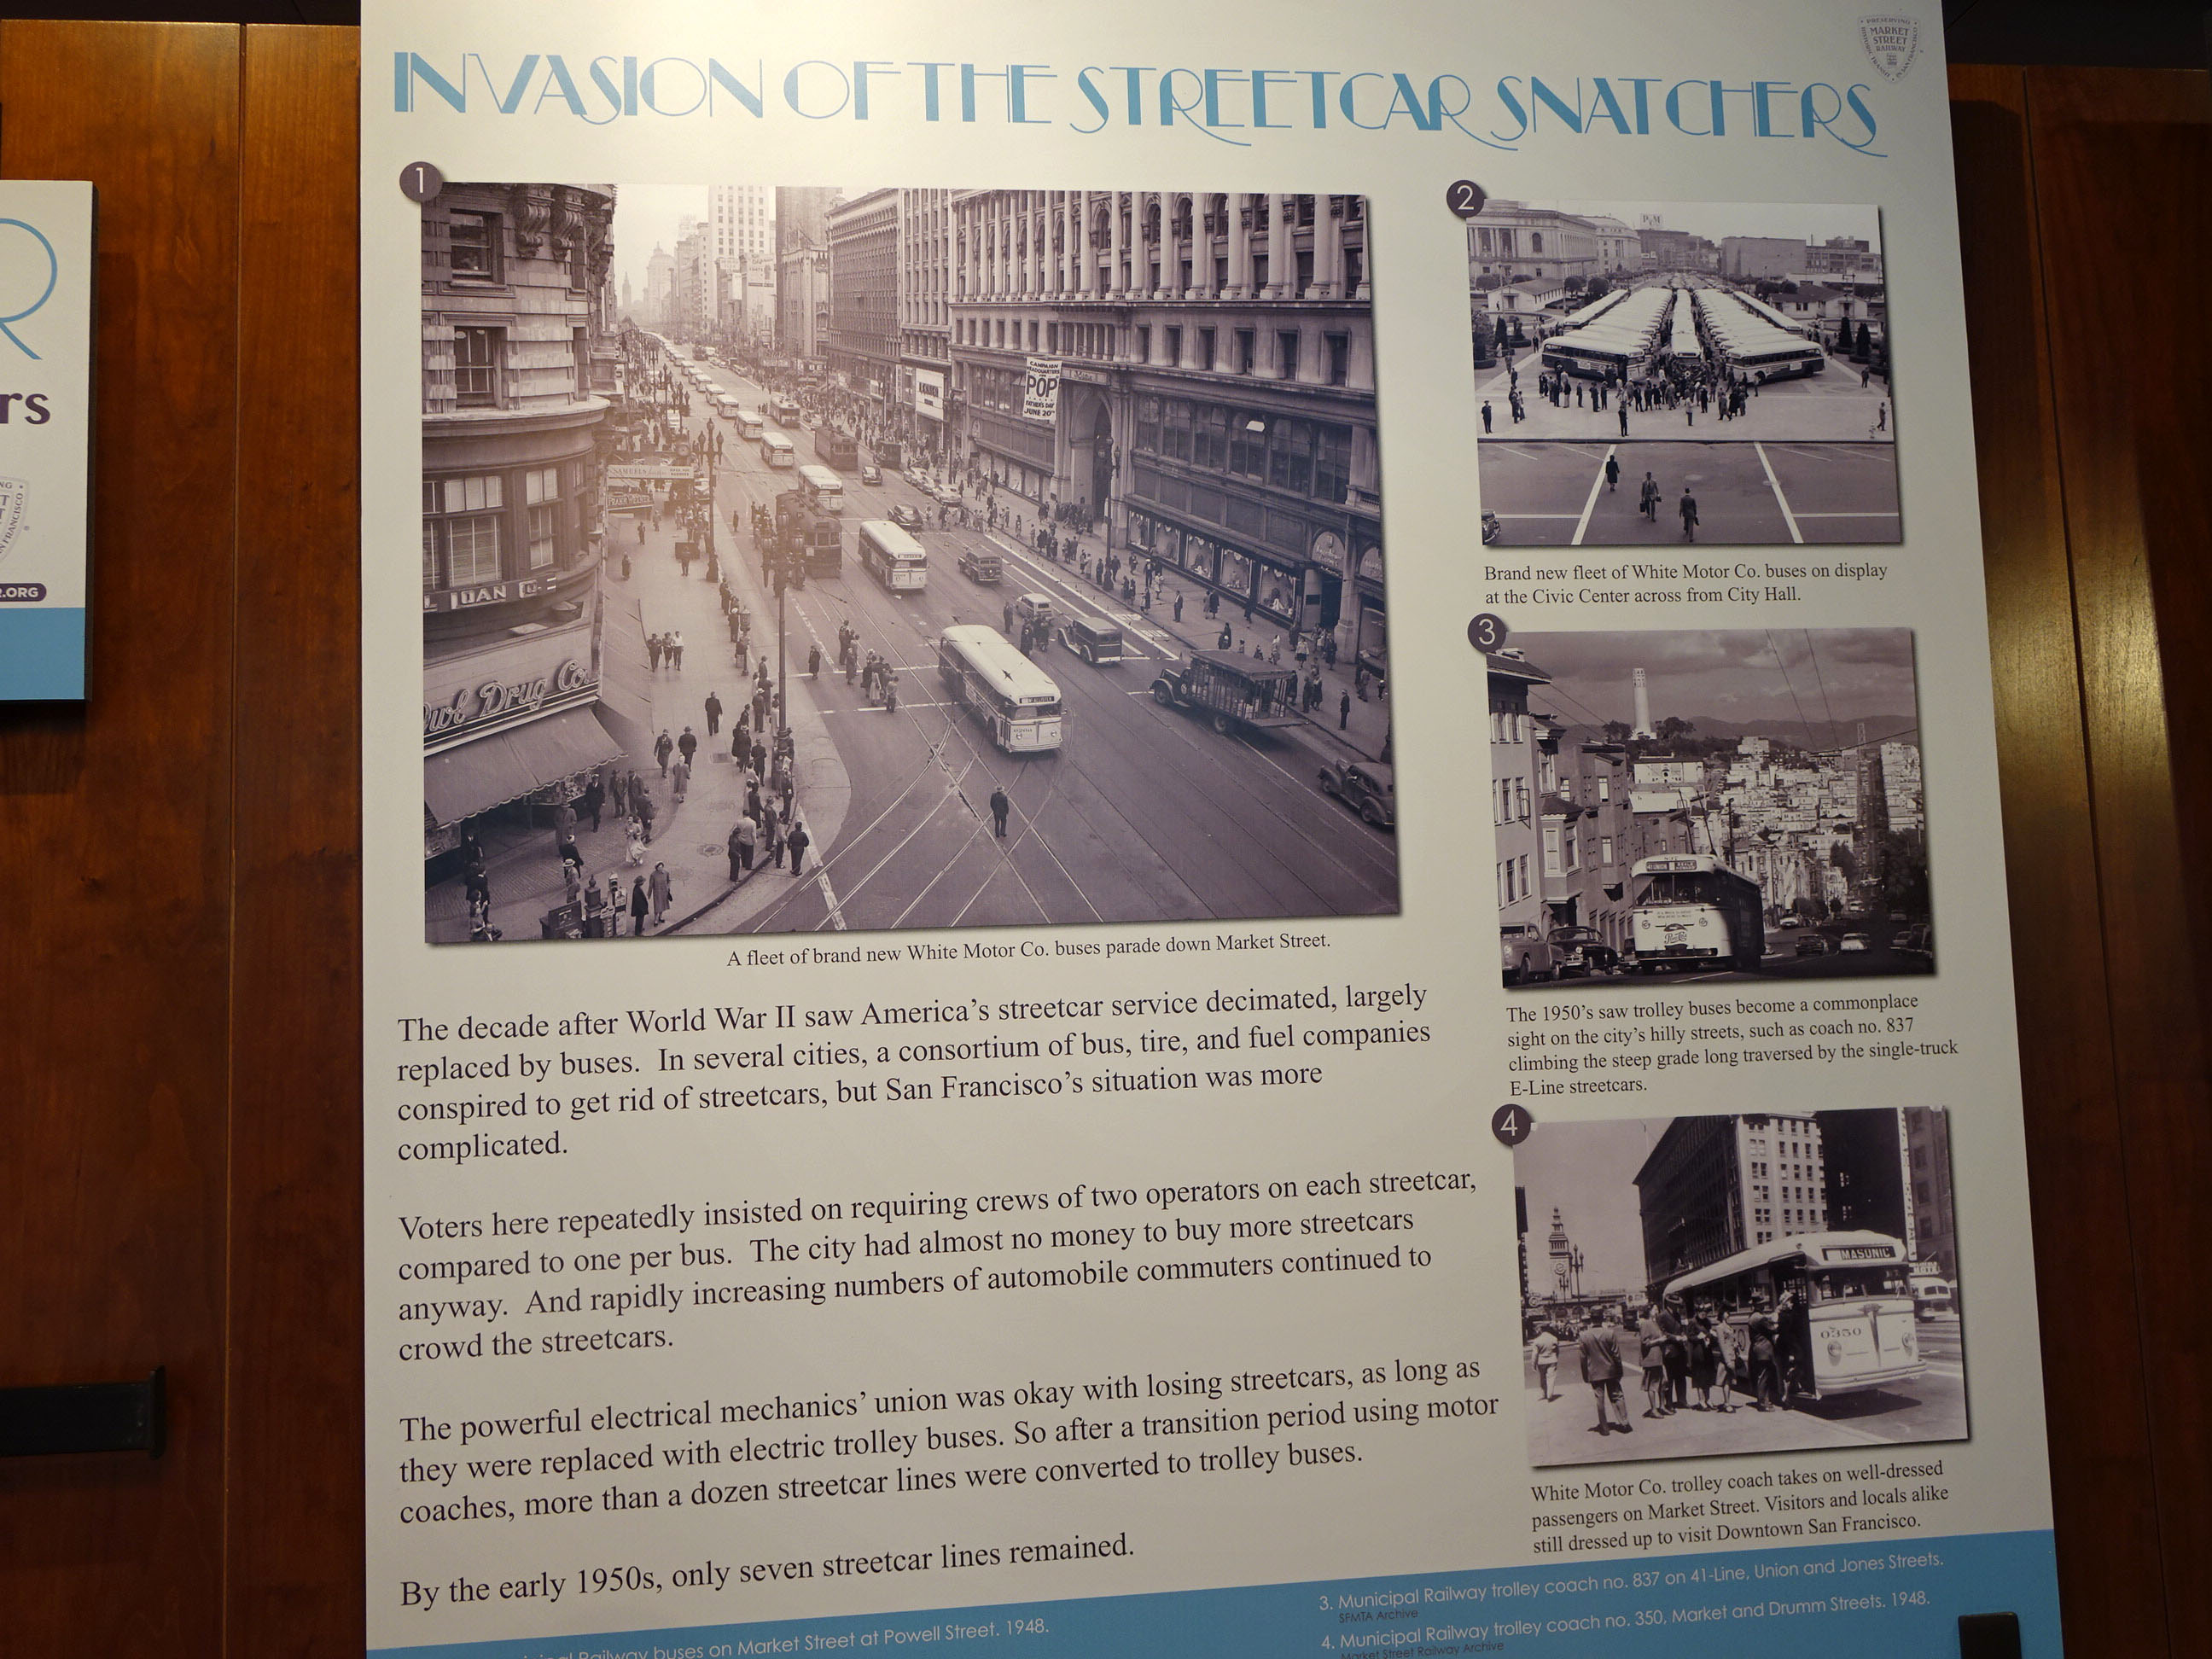 INVASION OF THE STREETCAR SNATCHERS
PRESERVING
MARKET
STREET
RAILWAY
1
CAMPAIGN
HEADQUARTERS
POP
FATHER'S DAY
JUNE 20TH
SAMUELS
LOAN CO.
Owl Drug Co.
A fleet of brand new White Motor Co. buses parade down Market Street.
The decade after World War II saw America's streetcar service decimated, largely
replaced by buses. In several cities, a consortium of bus, tire, and fuel companies
conspired to get rid of streetcars, but San Francisco's situation was more
complicated.
Voters here repeatedly insisted on requiring crews of two operators on each streetcar,
compared to one per bus. The city had almost no money to buy more streetcars
anyway. And rapidly increasing numbers of automobile commuters continued to
crowd the streetcars.
The powerful electrical mechanics' union was okay with losing streetcars, as long as
they were replaced with electric trolley buses. So after a transition period using motor
coaches, more than a dozen streetcar lines were converted to trolley buses.
By the early 1950s, only seven streetcar lines remained.
2
Brand new fleet of White Motor Co. buses on display
at the Civic Center across from City Hall.
3
The 1950's saw trolley buses become a commonplace
sight on the city's hilly streets, such as coach no. 837
climbing the steep grade long traversed by the single-truck
E-Line streetcars.
4
MASONIC
0350
White Motor Co. trolley coach takes on well-dressed
passengers on Market Street. Visitors and locals alike
still dressed up to visit Downtown San Francisco.
Railway buses on Market Street at Powell Street. 1948.
3. Municipal Railway trolley coach no. 837 on 41-Line, Union and Jones Streets.
SFMTA Archive
4. Municipal Railway trolley coach no. 350, Market and Drumm Streets. 1948.
Market Street Railway Archive
R
rs
.ORG